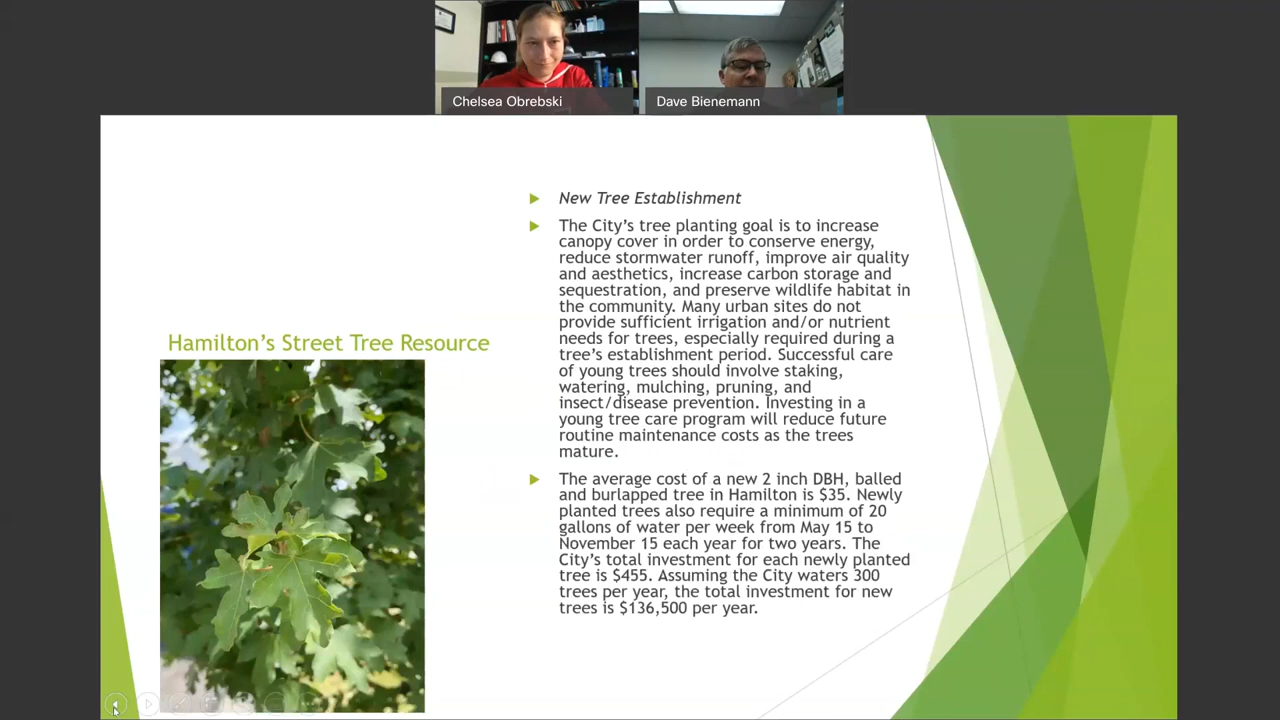 Chelsea Obrebski
Dave Bienemann
Hamilton's Street Tree Resource
New Tree Establishment
The City's tree planting goal is to increase
canopy cover in order to conserve energy,
reduce stormwater runoff, improve air quality
and aesthetics, increase carbon storage and
sequestration, and preserve wildlife habitat in
the community. Many urban sites do not
provide sufficient irrigation and/or nutrient
needs for trees, especially required during a
tree's establishment period. Successful care
of young trees should involve staking,
watering, mulching, pruning, and
insect/disease prevention. Investing in a
young tree care program will reduce future
routine maintenance costs as the trees
mature.
The average cost of a new 2 inch DBH, balled
and burlapped tree in Hamilton is $35. Newly
planted trees also require a minimum of 20
gallons of water per week from May 15 to
November 15 each year for two years. The
City's total investment for each newly planted
tree is $455. Assuming the City waters 300
trees per year, the total investment for new
trees is $136,500 per year.